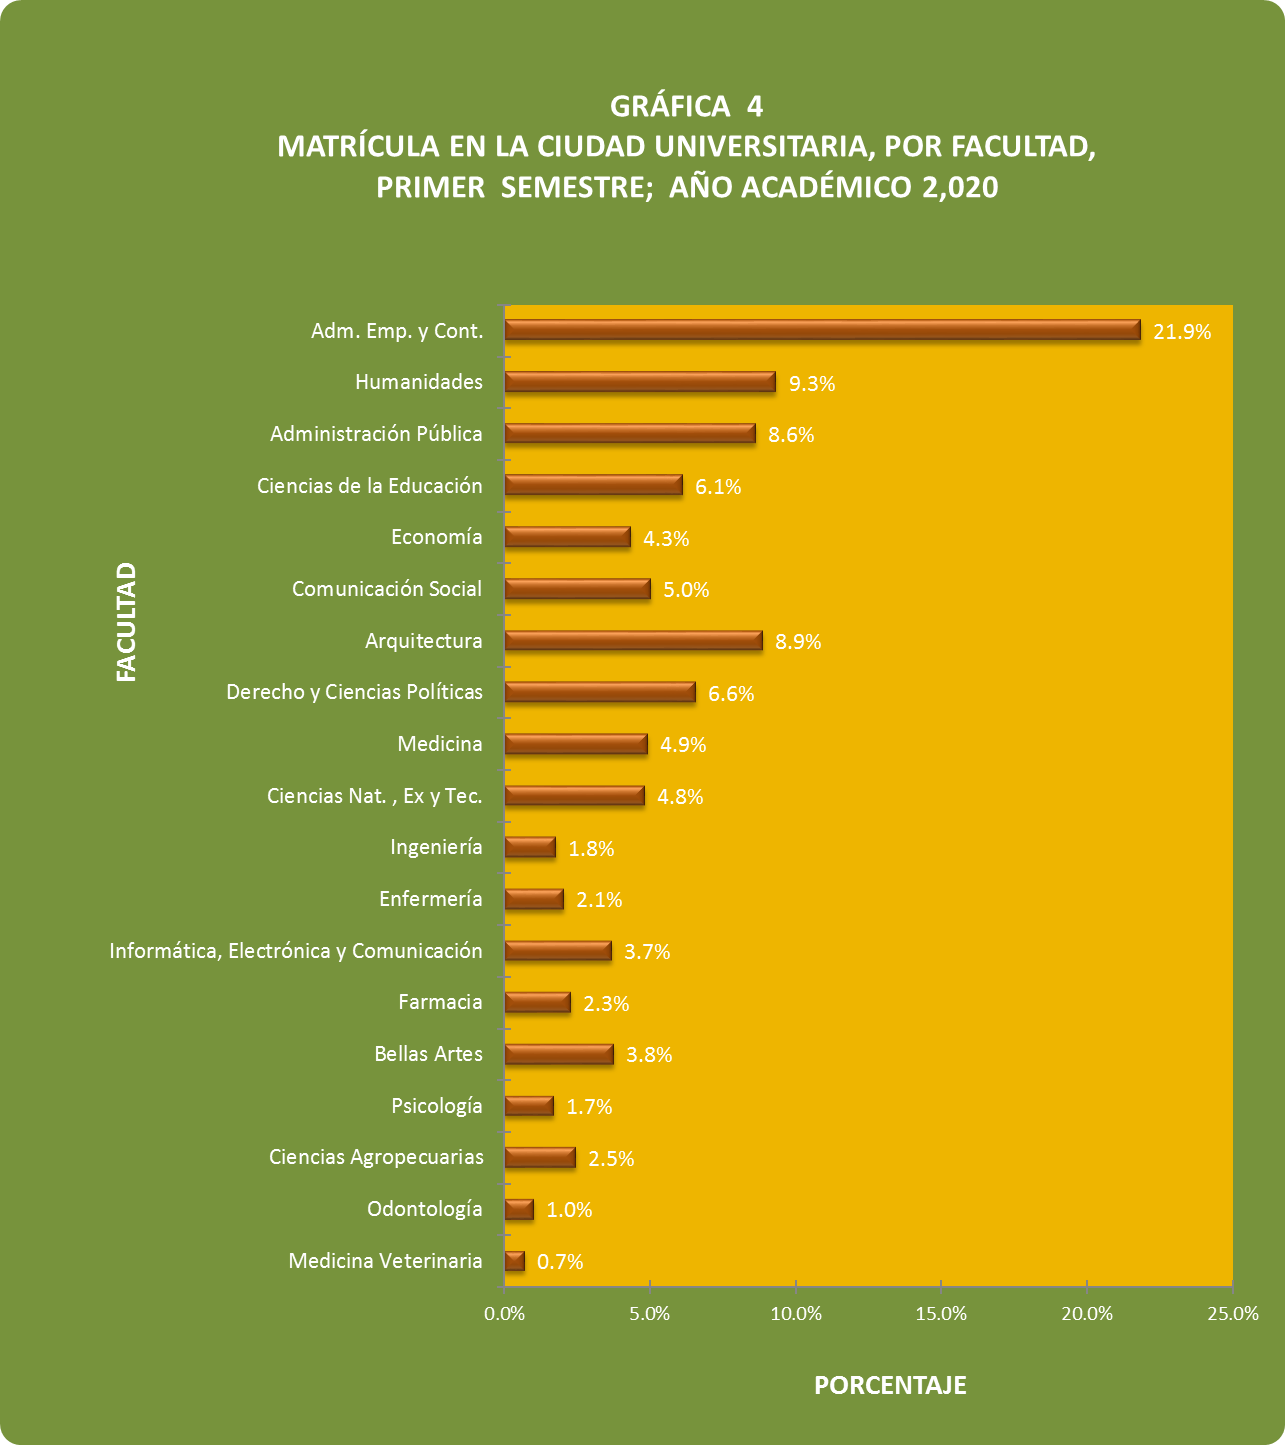 GRÁFICA 4
MATRÍCULA EN LA CIUDAD UNIVERSITARIA, POR FACULTAD,
PRIMER SEMESTRE; AÑO ACADÉMICO 2,020
FACULTAD
Adm. Emp. y Cont. 21.9%
Humanidades 9.3%
Administración Pública 8.6%
Ciencias de la Educación 6.1%
Economía 4.3%
Comunicación Social 5.0%
Arquitectura 8.9%
Derecho y Ciencias Políticas 6.6%
Medicina 4.9%
Ciencias Nat. , Ex y Tec. 4.8%
Ingeniería 1.8%
Enfermería 2.1%
Informática, Electrónica y Comunicación 3.7%
Farmacia 2.3%
Bellas Artes 3.8%
Psicología 1.7%
Ciencias Agropecuarias 2.5%
Odontología 1.0%
Medicina Veterinaria 0.7%
0.0% 5.0% 10.0% 15.0% 20.0% 25.0%
PORCENTAJE